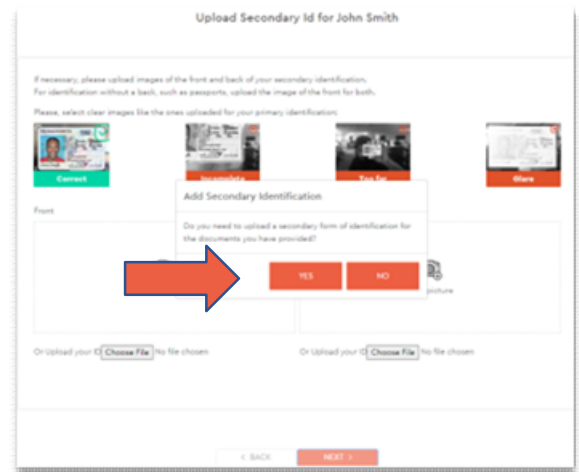 Upload Secondary Id for John Smith
If necessary, please upload images of the front and back of your secondary identification.
For identification without a back, such as passports, upload the image of the front for both.
Please, select clear images like the ones uploaded for your primary identification:
Correct
Incomplete
Too far
Glare
Add Secondary Identification
Front
Do you need to upload a secondary form of identification for
the documents you have provided?
YES
NO
picture
Or Upload your ID Choose File No file chosen
Or Upload your ID Choose File No file chosen
< BACK
NEXT >